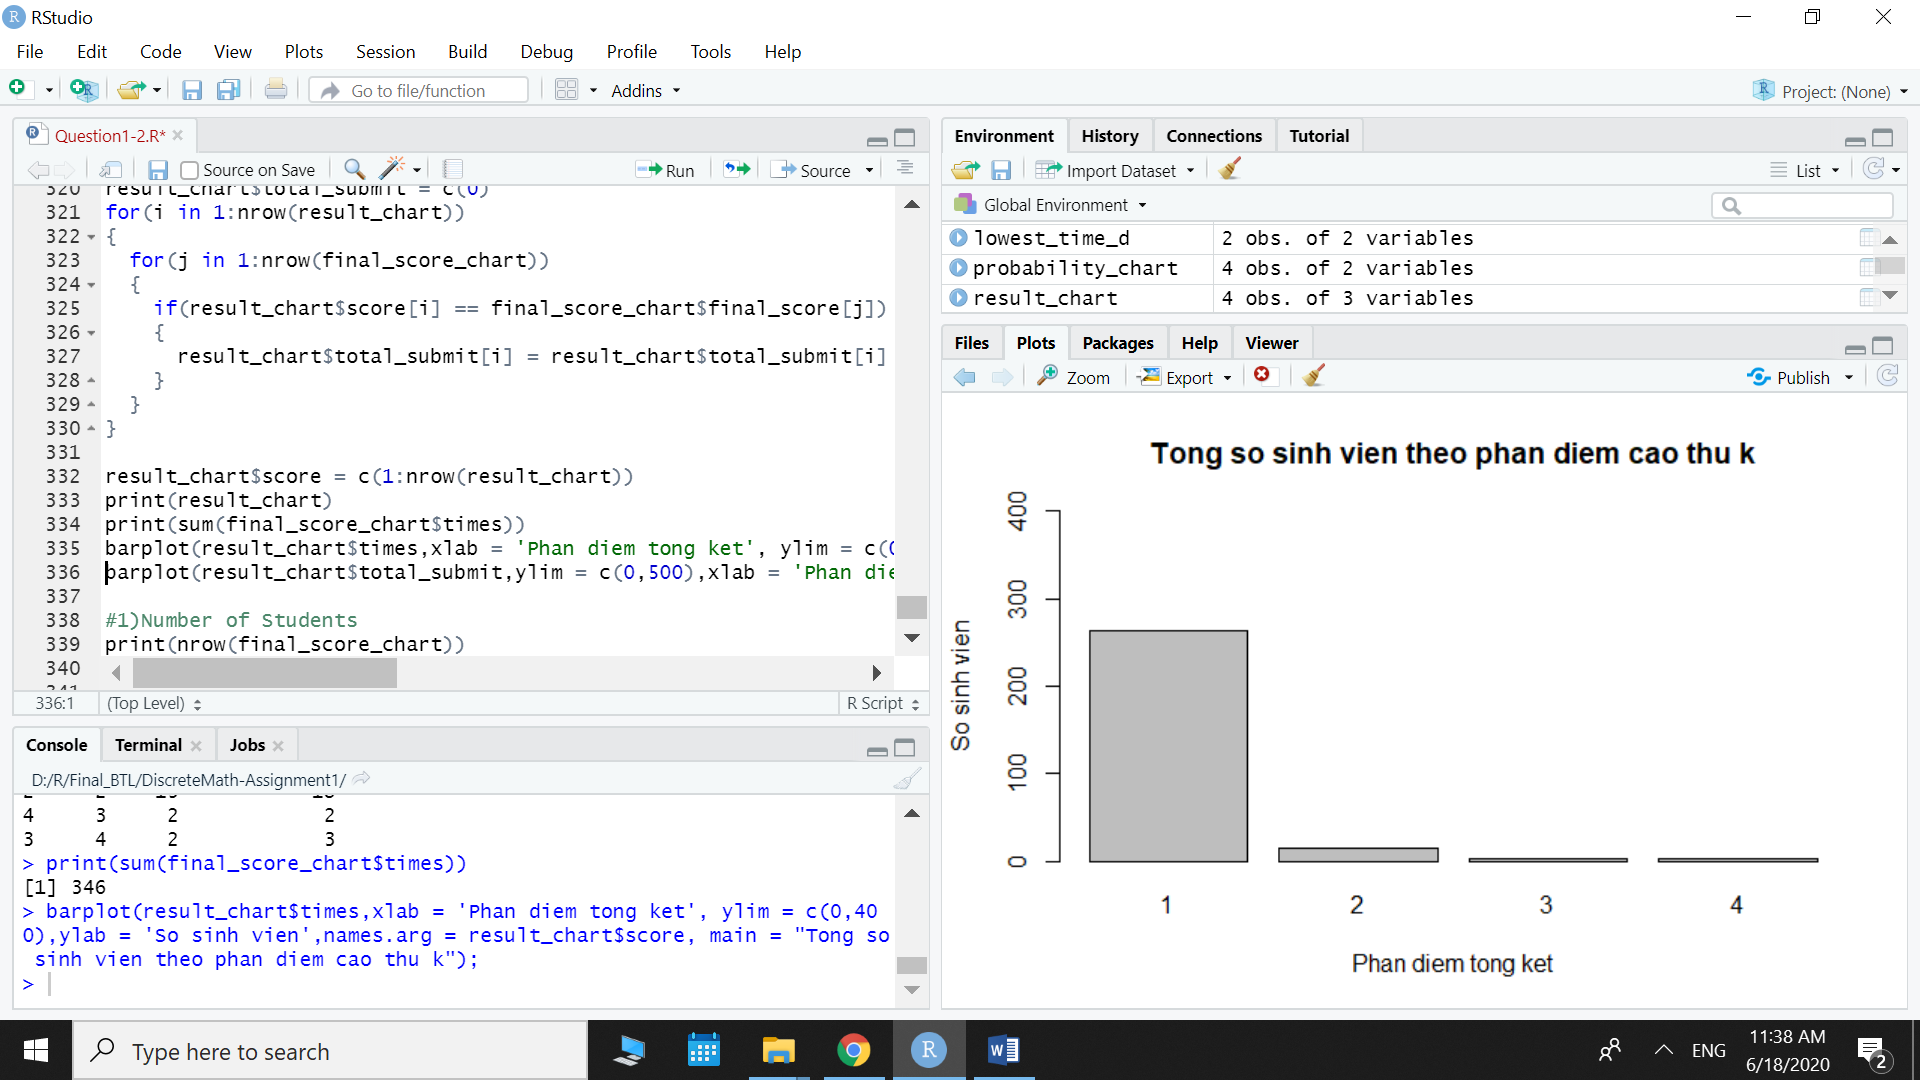 RStudio
File Edit Code View Plots Session Build Debug Profile Tools Help
Go to file/function Addins Project: (None)
Question1-2.R*
Source on Save Run Source
320 result_chart$total_submit = c(0)
321 for(i in 1:nrow(result_chart))
322 {
323 for(j in 1:nrow(final_score_chart))
324 {
325 if(result_chart$score[i] == final_score_chart$final_score[j])
326 {
327 result_chart$total_submit[i] = result_chart$total_submit[i]
328 }
329 }
330 }
331
332 result_chart$score = c(1:nrow(result_chart))
333 print(result_chart)
334 print(sum(final_score_chart$times))
335 barplot(result_chart$times,xlab = 'Phan diem tong ket', ylim = c(0
336 barplot(result_chart$total_submit,ylim = c(0,500),xlab = 'Phan die
337
338 #1)Number of Students
339 print(nrow(final_score_chart))
340
341
336:1 (Top Level) R Script
Console Terminal Jobs
D:/R/Final_BTL/DiscreteMath-Assignment1/
4 3 2 2
3 4 2 3
> print(sum(final_score_chart$times))
[1] 346
> barplot(result_chart$times,xlab = 'Phan diem tong ket', ylim = c(0,40
0),ylab = 'So sinh vien',names.arg = result_chart$score, main = "Tong so
sinh vien theo phan diem cao thu k");
>
Environment History Connections Tutorial
Import Dataset List
Global Environment
lowest_time_d 2 obs. of 2 variables
probability_chart 4 obs. of 2 variables
result_chart 4 obs. of 3 variables
Files Plots Packages Help Viewer
Zoom Export Publish
Tong so sinh vien theo phan diem cao thu k
So sinh vien
400
300
200
100
0
1 2 3 4
Phan diem tong ket
Type here to search
ENG
11:38 AM
6/18/2020
2